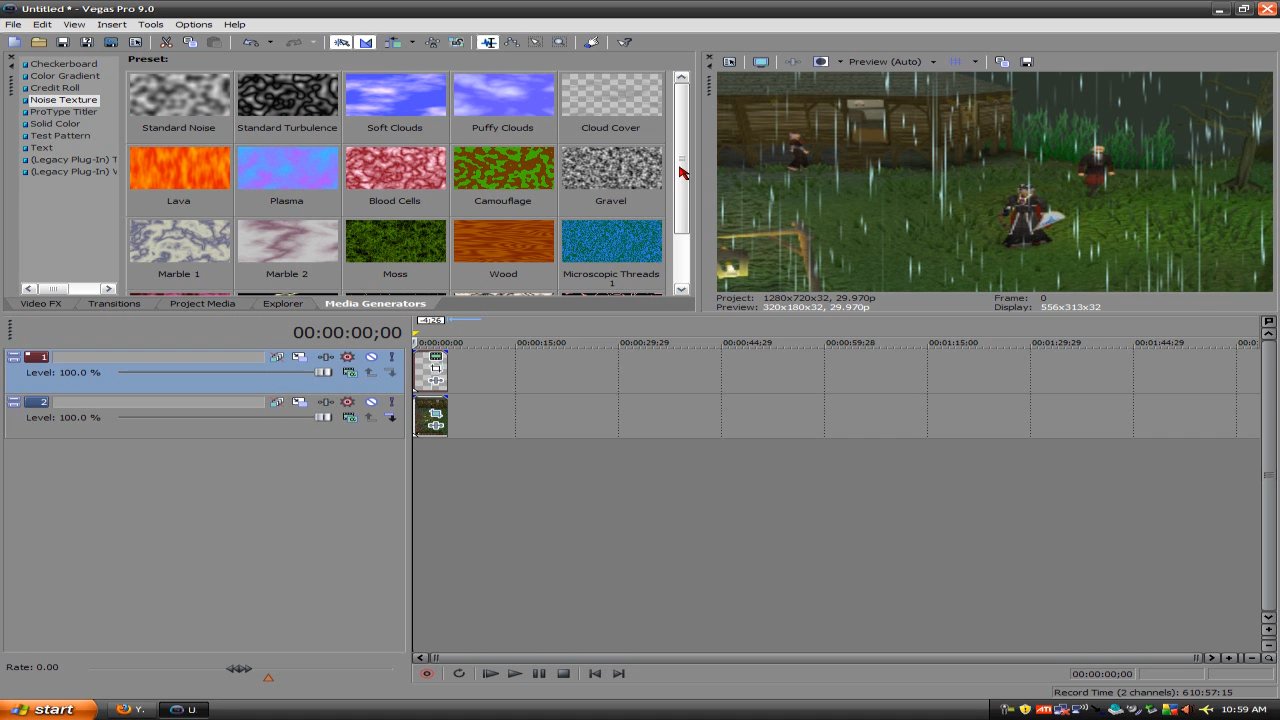 Untitled * - Vegas Pro 9.0
File Edit View Insert Tools Options Help
Preset:
Preview (Auto)
Checkerboard
Color Gradient
Credit Roll
Noise Texture
ProType Titler
Solid Color
Test Pattern
Text
(Legacy Plug-In) T
(Legacy Plug-In)
Standard Noise Standard Turbulence Soft Clouds Puffy Clouds Cloud Cover
Lava Plasma Blood Cells Camouflage Gravel
Marble 1 Marble 2 Moss Wood Microscopic Threads
1
Video FX Transitions Project Media Explorer Media Generators
Project: 1280x720x32, 29.970p Frame: 0
Preview: 320x180x32, 29.970p Display: 556x313x32
00:00:00;00
-4:26
00:00:00:00 00:00:15:00 00:00:29:29 00:00:44:29 00:00:59:28 00:01:15:00 00:01:29:29 00:01:44:29 00:0
1
Level: 100.0 %
2
Level: 100.0 %
Rate: 0.00
00:00:00;00
Record Time (2 channels): 610:57:15
start Y. U. ATI 10:59 AM